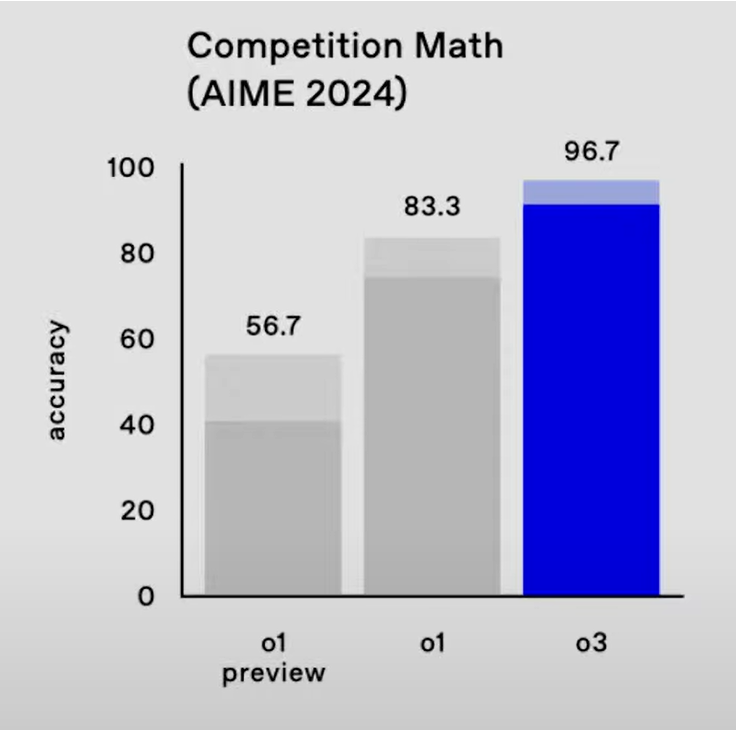 Competition Math
(AIME 2024)
96.7
100
83.3
80
56.7
60
accuracy
40
20
0
o1
preview
o1
o3